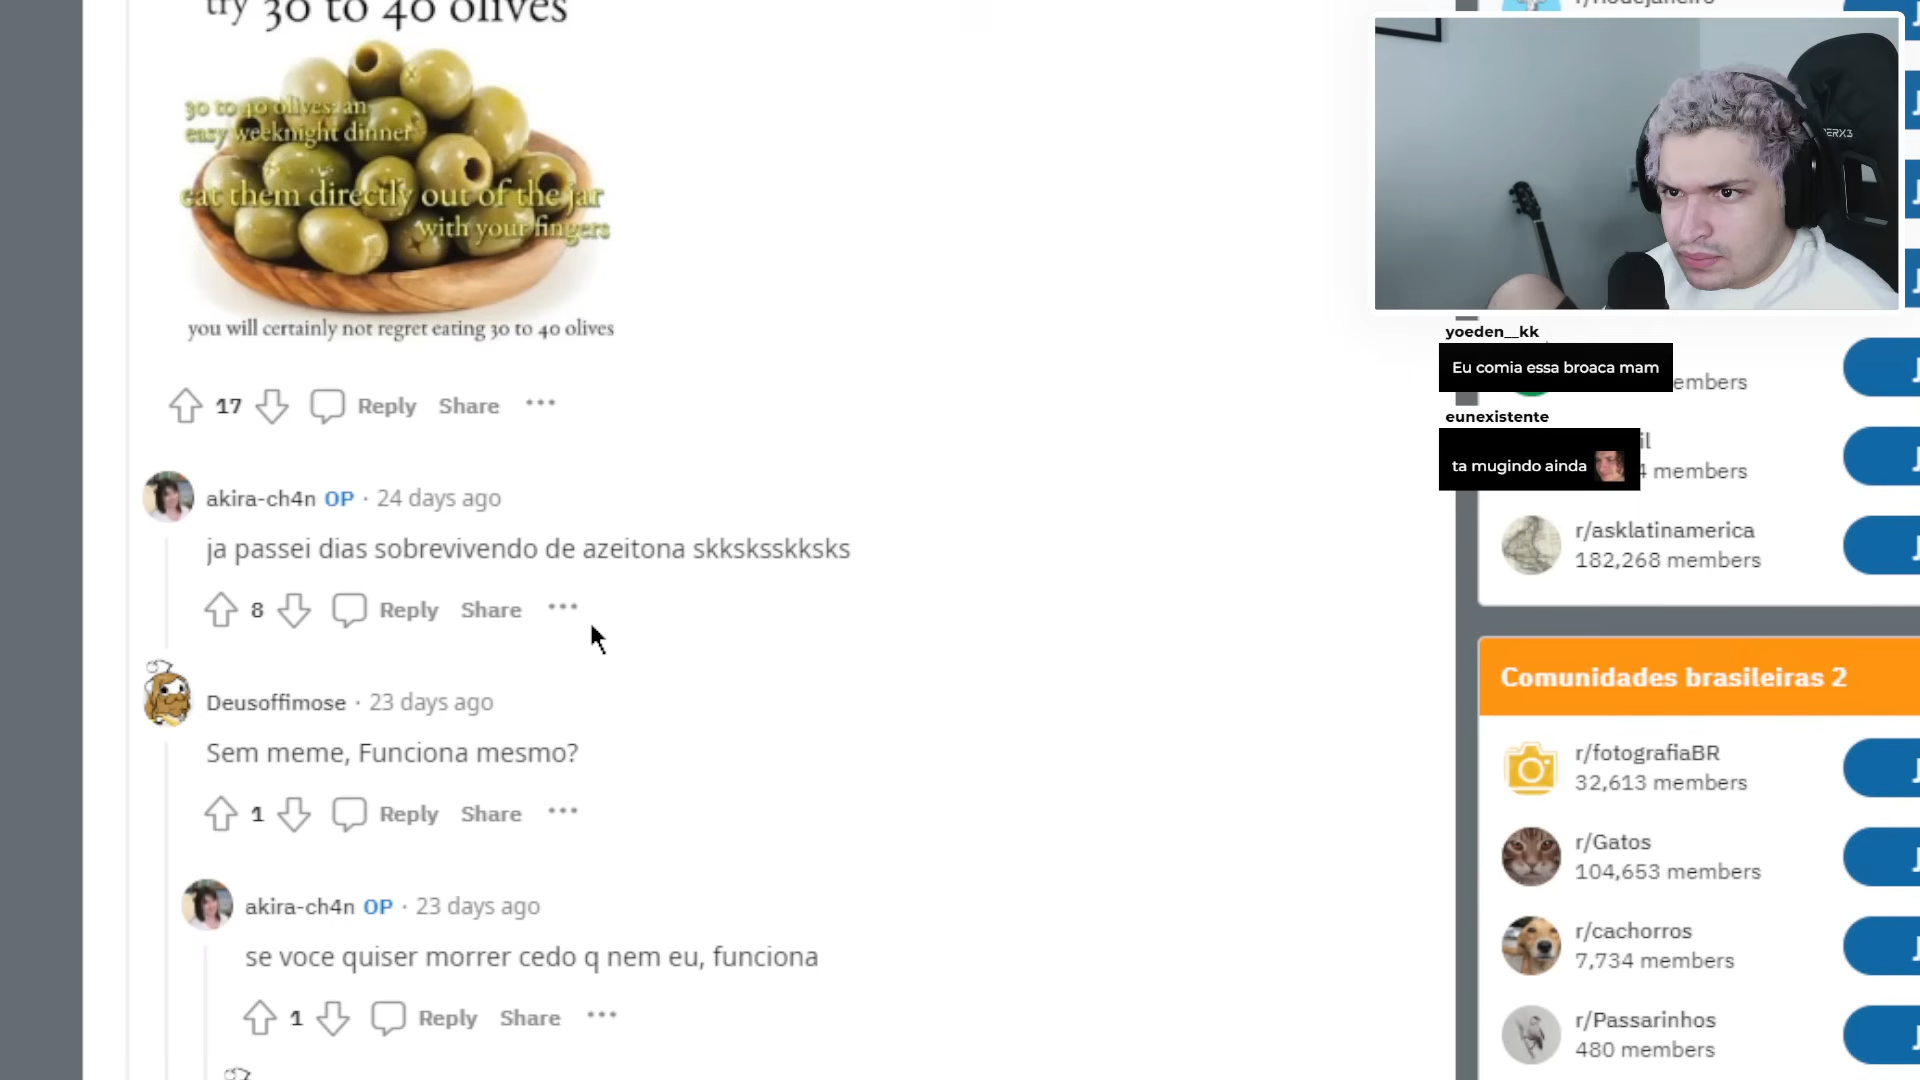 try 30 to 40 olives
30 to 40 olives: an
easy weeknight dinner
eat them directly out of the jar
with your fingers
you will certainly not regret eating 30 to 40 olives
17 Reply Share
akira-ch4n OP · 24 days ago
ja passei dias sobrevivendo de azeitona skksksskksks
8 Reply Share
Deusoffimose · 23 days ago
Sem meme, Funciona mesmo?
1 Reply Share
akira-ch4n OP · 23 days ago
se voce quiser morrer cedo q nem eu, funciona
1 Reply Share
yoeden__kk
Eu comia essa broaca mam
embers
eunexistente
ta mugindo ainda
il
4 members
r/asklatinamerica
182,268 members
Comunidades brasileiras 2
r/fotografiaBR
32,613 members
r/Gatos
104,653 members
r/cachorros
7,734 members
r/Passarinhos
480 members